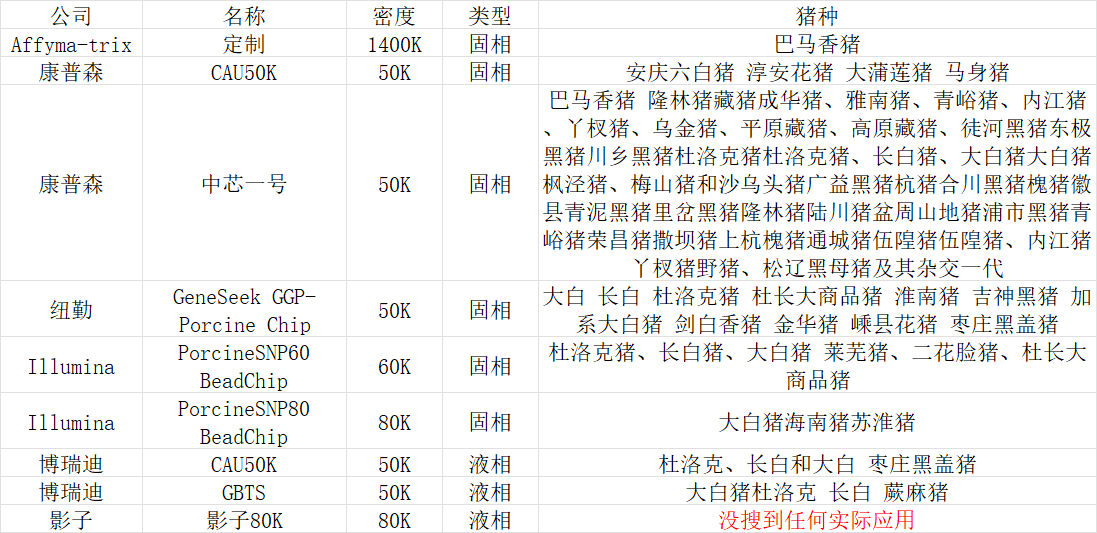 公司 名称 密度 类型 猪种
Affyma-trix 定制 1400K 固相 巴马香猪
康普森 CAU50K 50K 固相 安庆六白猪 淳安花猪 大蒲莲猪 马身猪
康普森 中芯一号 50K 固相
巴马香猪 隆林猪藏猪成华猪、雅南猪、青峪猪、内江猪
、丫杈猪、乌金猪、平原藏猪、高原藏猪、徒河黑猪东极
黑猪川乡黑猪杜洛克猪杜洛克猪、长白猪、大白猪大白猪
枫泾猪、梅山猪和沙乌头猪广益黑猪杭猪合川黑猪槐猪徽
县青泥黑猪里岔黑猪隆林猪陆川猪盆周山地猪浦市黑猪青
峪猪荣昌猪撒坝猪上杭槐猪通城猪伍隍猪伍隍猪、内江猪
丫杈猪野猪、松辽黑母猪及其杂交一代
纽勤 GeneSeek GGP-
Porcine Chip 50K 固相 大白 长白 杜洛克猪 杜长大商品猪 淮南猪 吉神黑猪 加
系大白猪 剑白香猪 金华猪 嵊县花猪 枣庄黑盖猪
Illumina PorcineSNP60
BeadChip 60K 固相 杜洛克猪、长白猪、大白猪 莱芜猪、二花脸猪、杜长大
商品猪
Illumina PorcineSNP80
BeadChip 80K 固相 大白猪海南猪苏淮猪
博瑞迪 CAU50K 50K 液相 杜洛克、长白和大白 枣庄黑盖猪
博瑞迪 GBTS 50K 液相 大白猪杜洛克 长白 蕨麻猪
影子 影子80K 80K 液相 没搜到任何实际应用